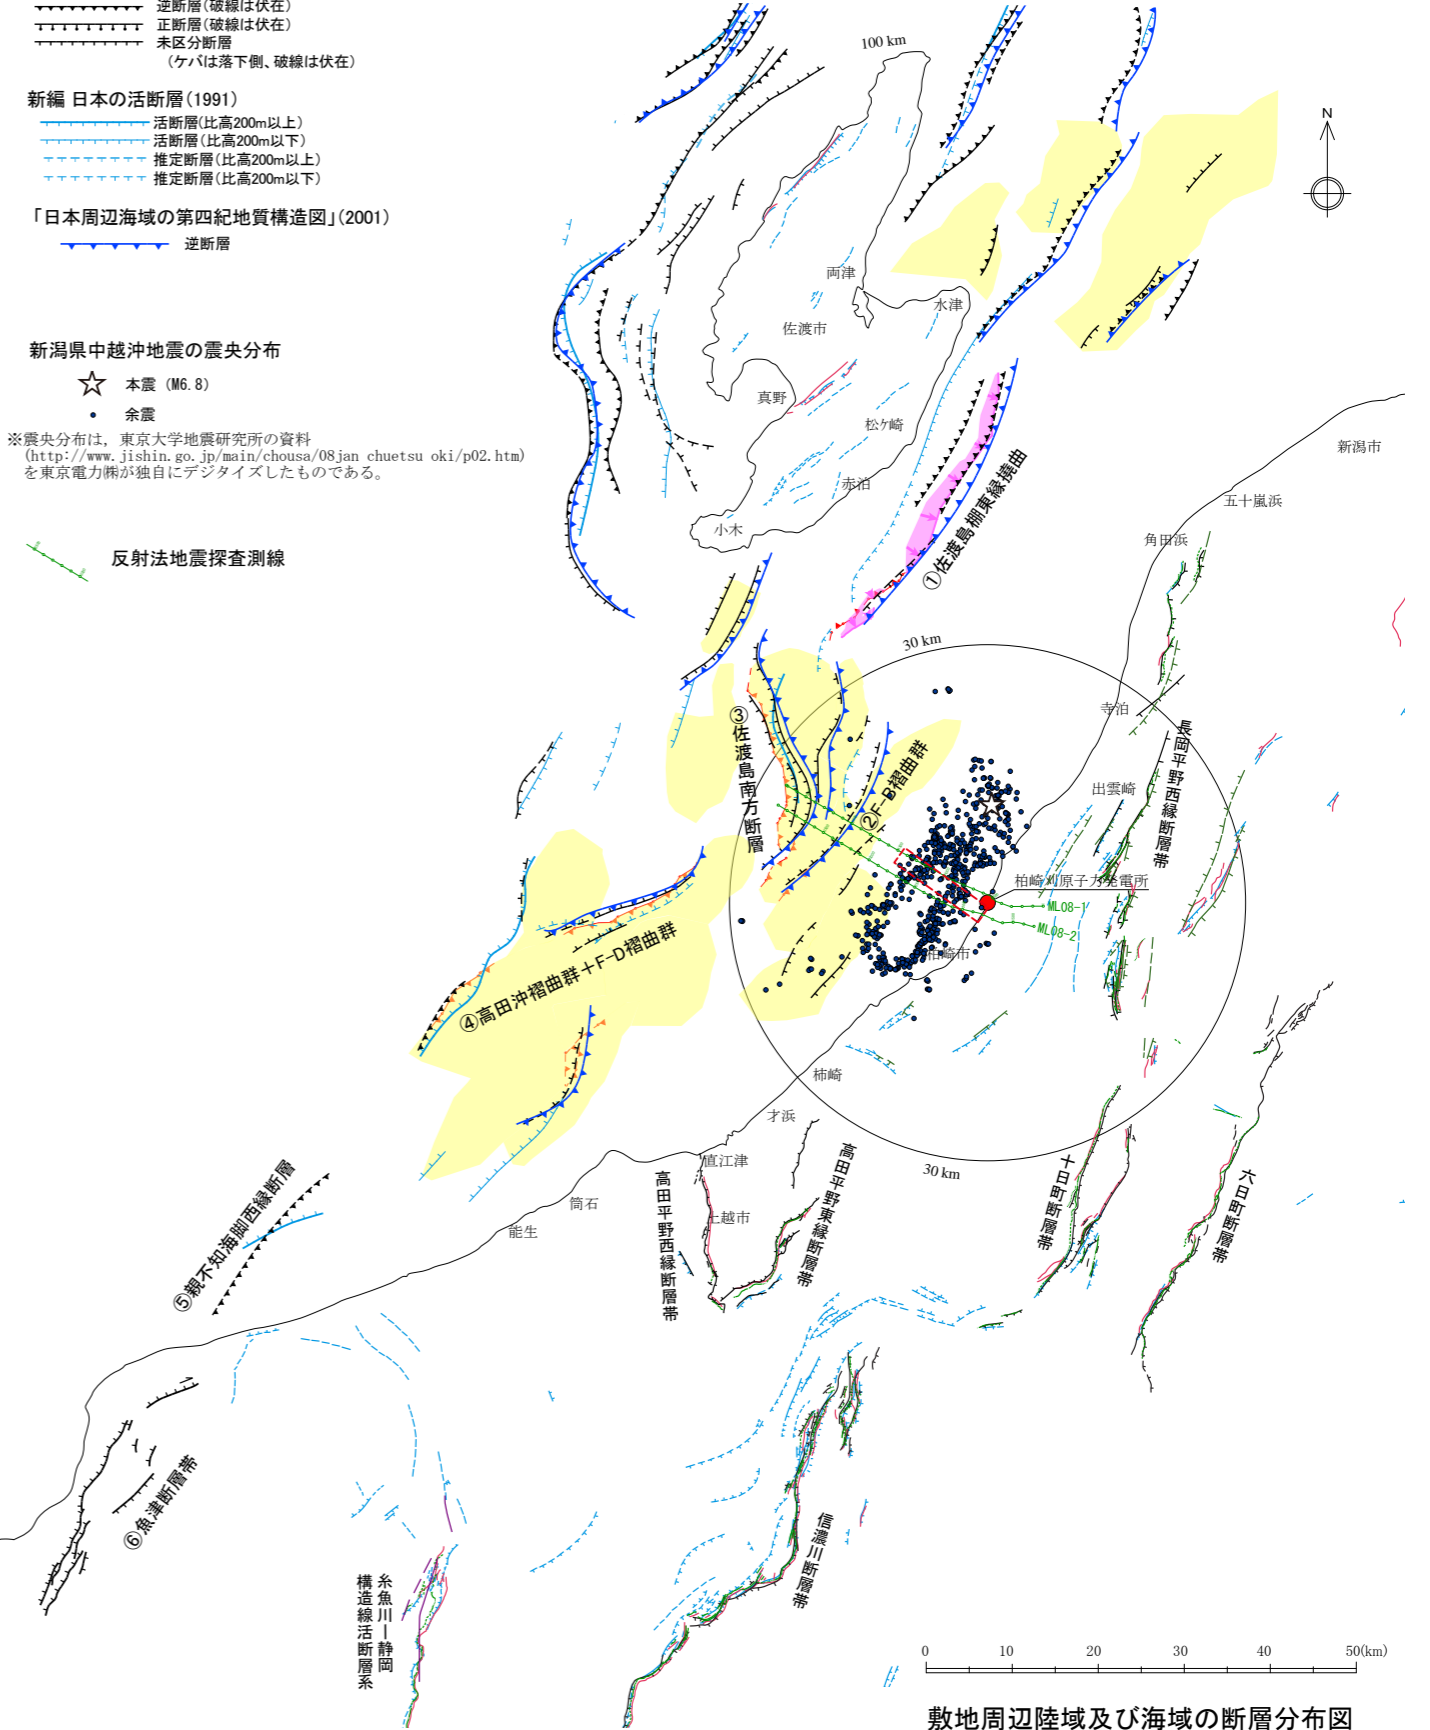 逆断層(破線は伏在)
正断層(破線は伏在)
未区分断層
(ケバは落下側、破線は伏在)
新編 日本の活断層(1991)
活断層(比高200m以上)
活断層(比高200m以下)
推定断層(比高200m以上)
推定断層(比高200m以下)
「日本周辺海域の第四紀地質構造図」(2001)
逆断層
新潟県中越沖地震の震央分布
本震 (M6.8)
余震
※震央分布は, 東京大学地震研究所の資料
(http://www.jishin.go.jp/main/chousa/08jan chuetsu oki/p02.htm)
を東京電力㈱が独自にデジタイズしたものである。
反射法地震探査測線
100 km
N
両津
水津
佐渡市
真野
松ケ崎
赤泊
小木
新潟市
五十嵐浜
角田浜
①佐渡島棚東縁撓曲
30 km
寺泊
③佐渡島南方断層
②F-B褶曲群
出雲崎
長岡平野西縁断層帯
柏崎刈原子力発電所
ML08-1
ML08-2
柏崎市
④高田沖褶曲群+F-D褶曲群
柿崎
才浜
30 km
直江津
上越市
筒石
能生
高田平野西縁断層帯
高田平野東縁断層帯
十日町断層帯
六日町断層帯
⑤親不知海脚西縁断層
⑥魚津断層帯
糸魚川―静岡
構造線活断層系
信濃川断層帯
0 10 20 30 40 50(km)
敷地周辺陸域及び海域の断層分布図